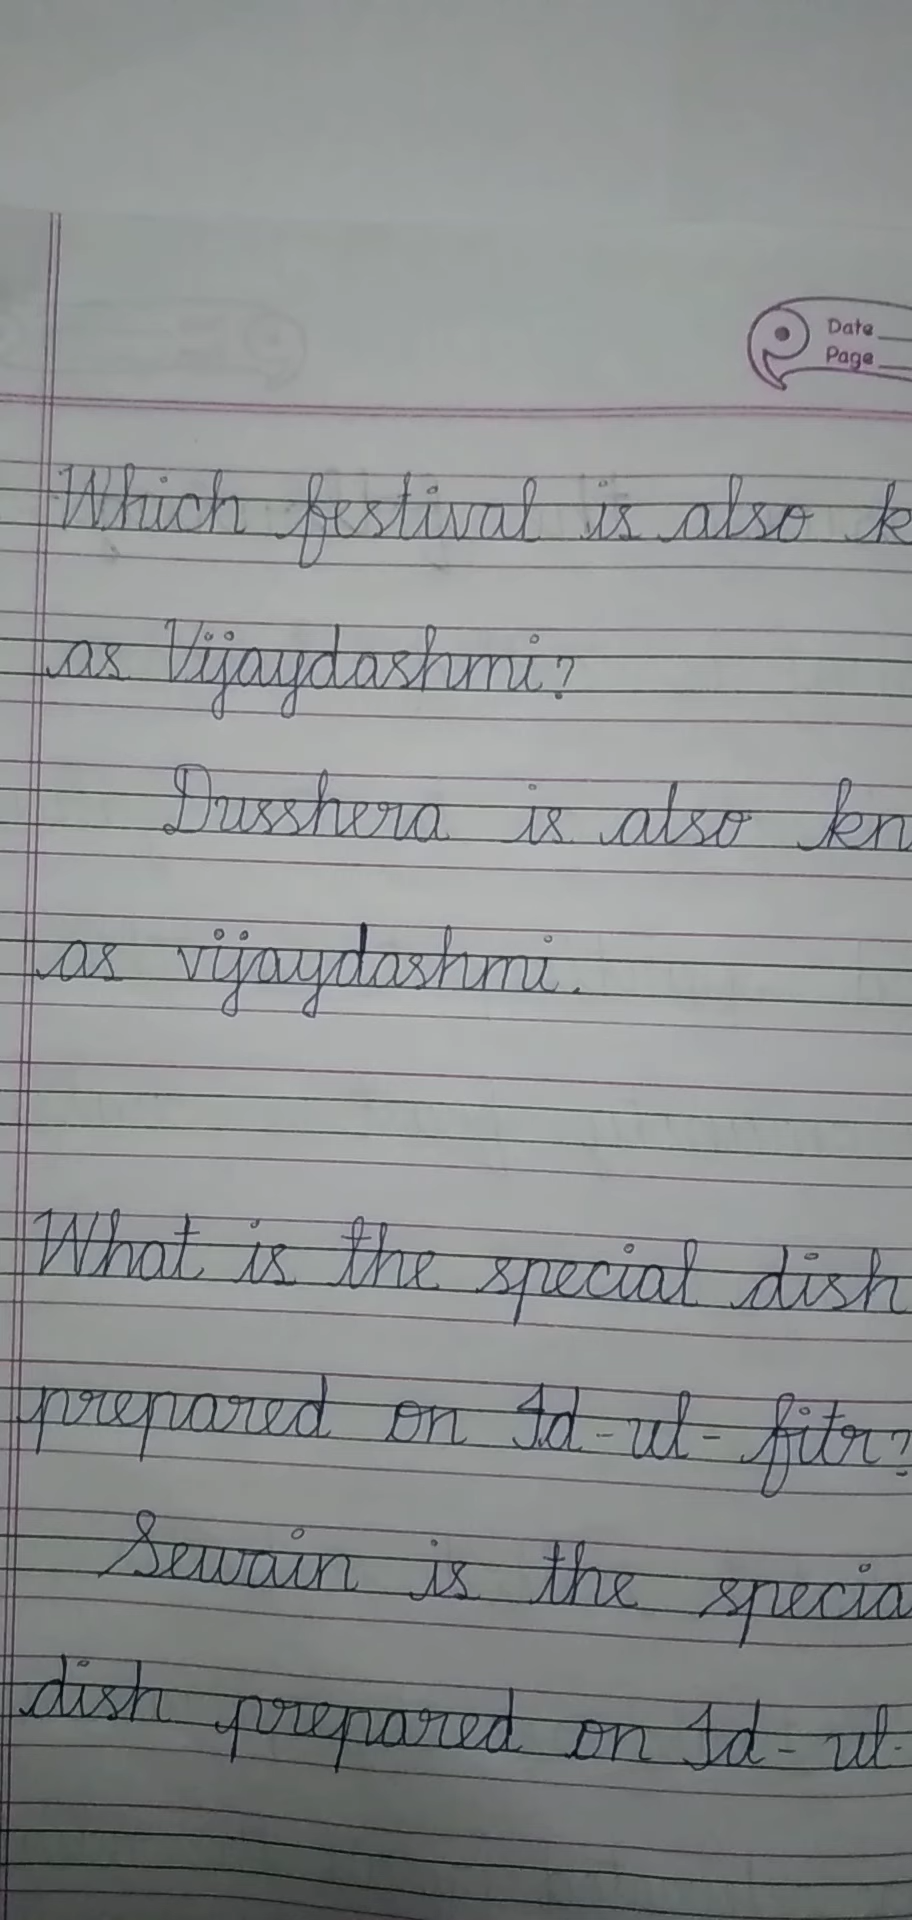 Date
Page
Which festival is also k
as Vijaydashmi?
Dusshera is also kn
as vijaydashmi.
What is the special dish
prepared on Id-ul-fitr?
Sewain is the specia
dish prepared on Id-ul-